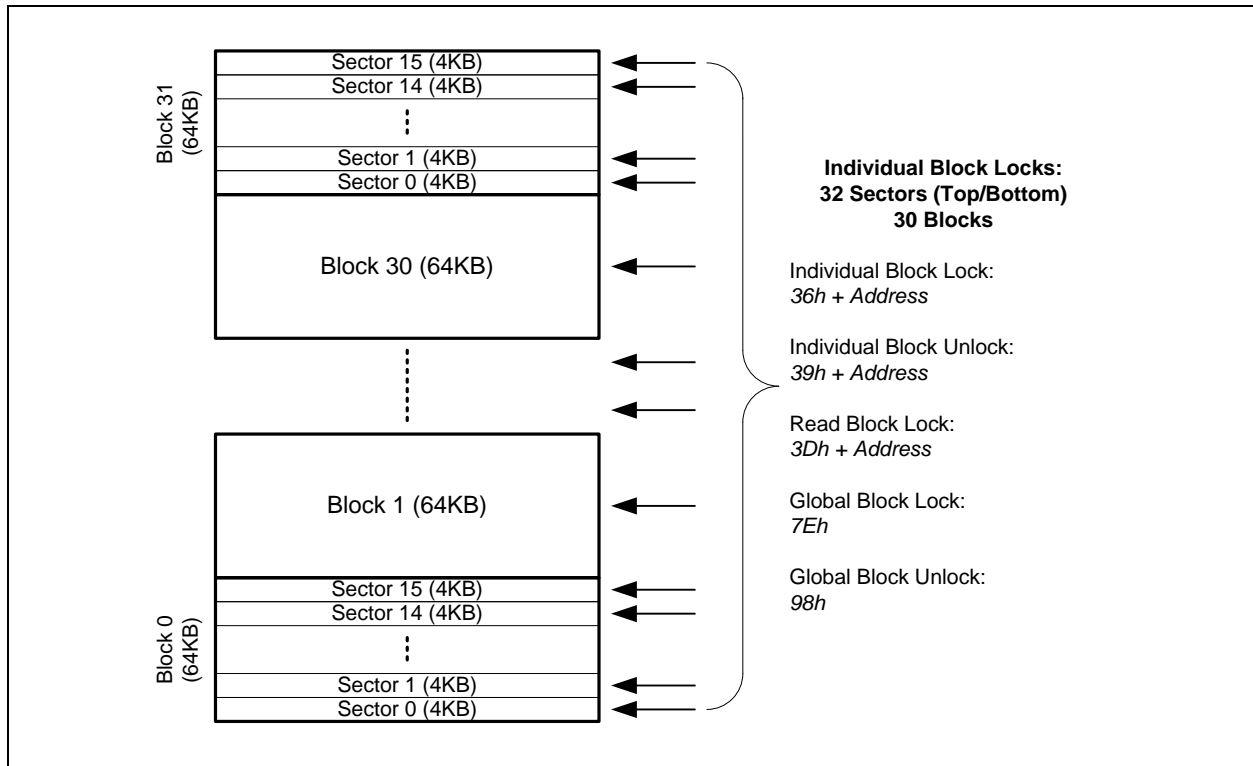 Block 31
(64KB)
Sector 15 (4KB)
Sector 14 (4KB)
Sector 1 (4KB)
Sector 0 (4KB)
Block 30 (64KB)
Block 1 (64KB)
Block 0
(64KB)
Sector 15 (4KB)
Sector 14 (4KB)
Sector 1 (4KB)
Sector 0 (4KB)
Individual Block Locks:
32 Sectors (Top/Bottom)
30 Blocks
Individual Block Lock:
36h + Address
Individual Block Unlock:
39h + Address
Read Block Lock:
3Dh + Address
Global Block Lock:
7Eh
Global Block Unlock:
98h